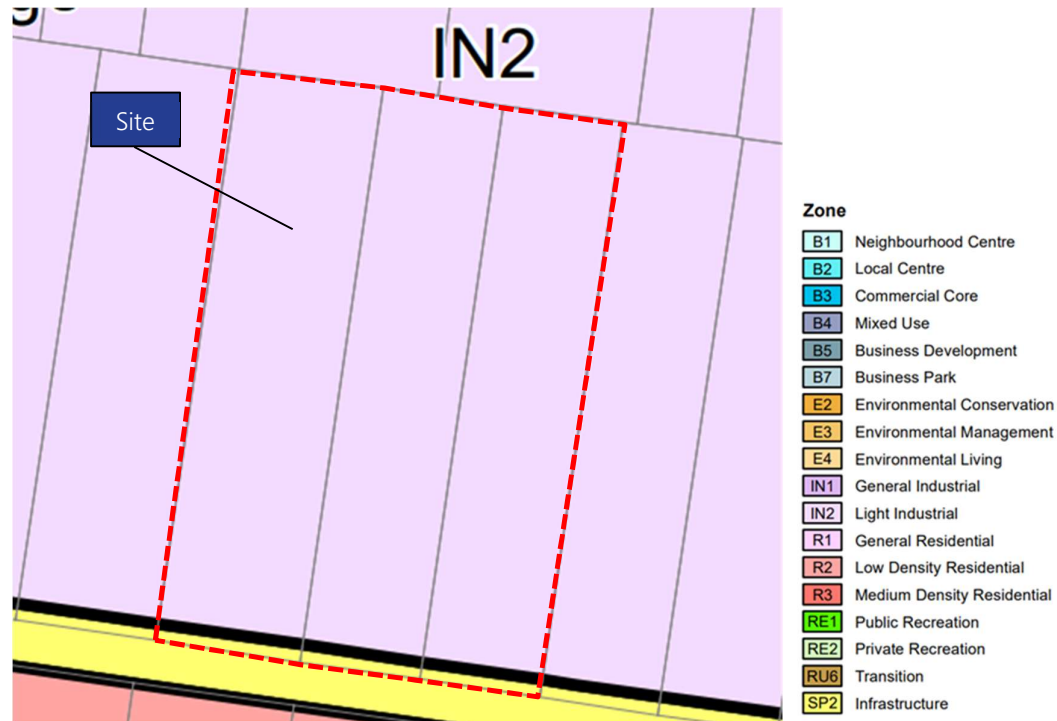 IN2
Site
Zone
B1 Neighbourhood Centre
B2 Local Centre
B3 Commercial Core
B4 Mixed Use
B5 Business Development
B7 Business Park
E2 Environmental Conservation
E3 Environmental Management
E4 Environmental Living
IN1 General Industrial
IN2 Light Industrial
R1 General Residential
R2 Low Density Residential
R3 Medium Density Residential
RE1 Public Recreation
RE2 Private Recreation
RU6 Transition
SP2 Infrastructure